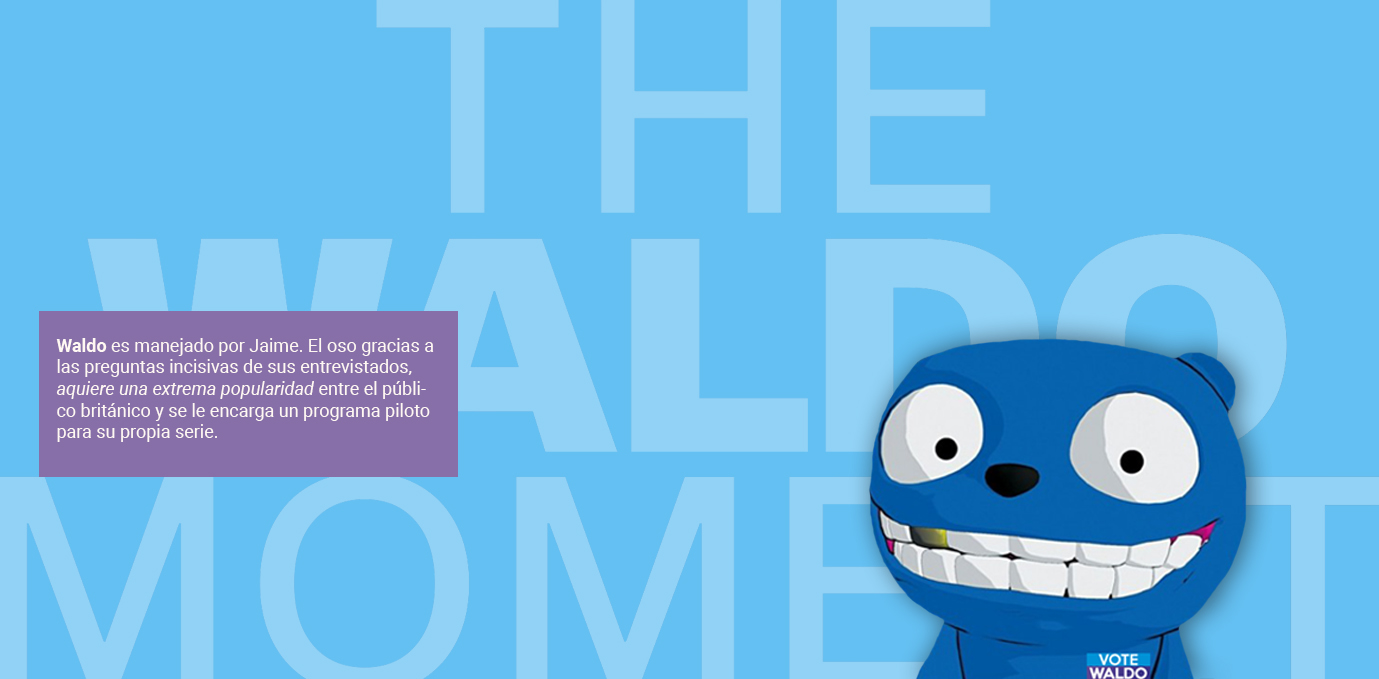 THE
WALDO
MOMENT
Waldo es manejado por Jaime. El oso gracias a
las preguntas incisivas de sus entrevistados,
aquiere una extrema popularidad entre el públi-
co británico y se le encarga un programa piloto
para su propia serie.
VOTE
WALDO